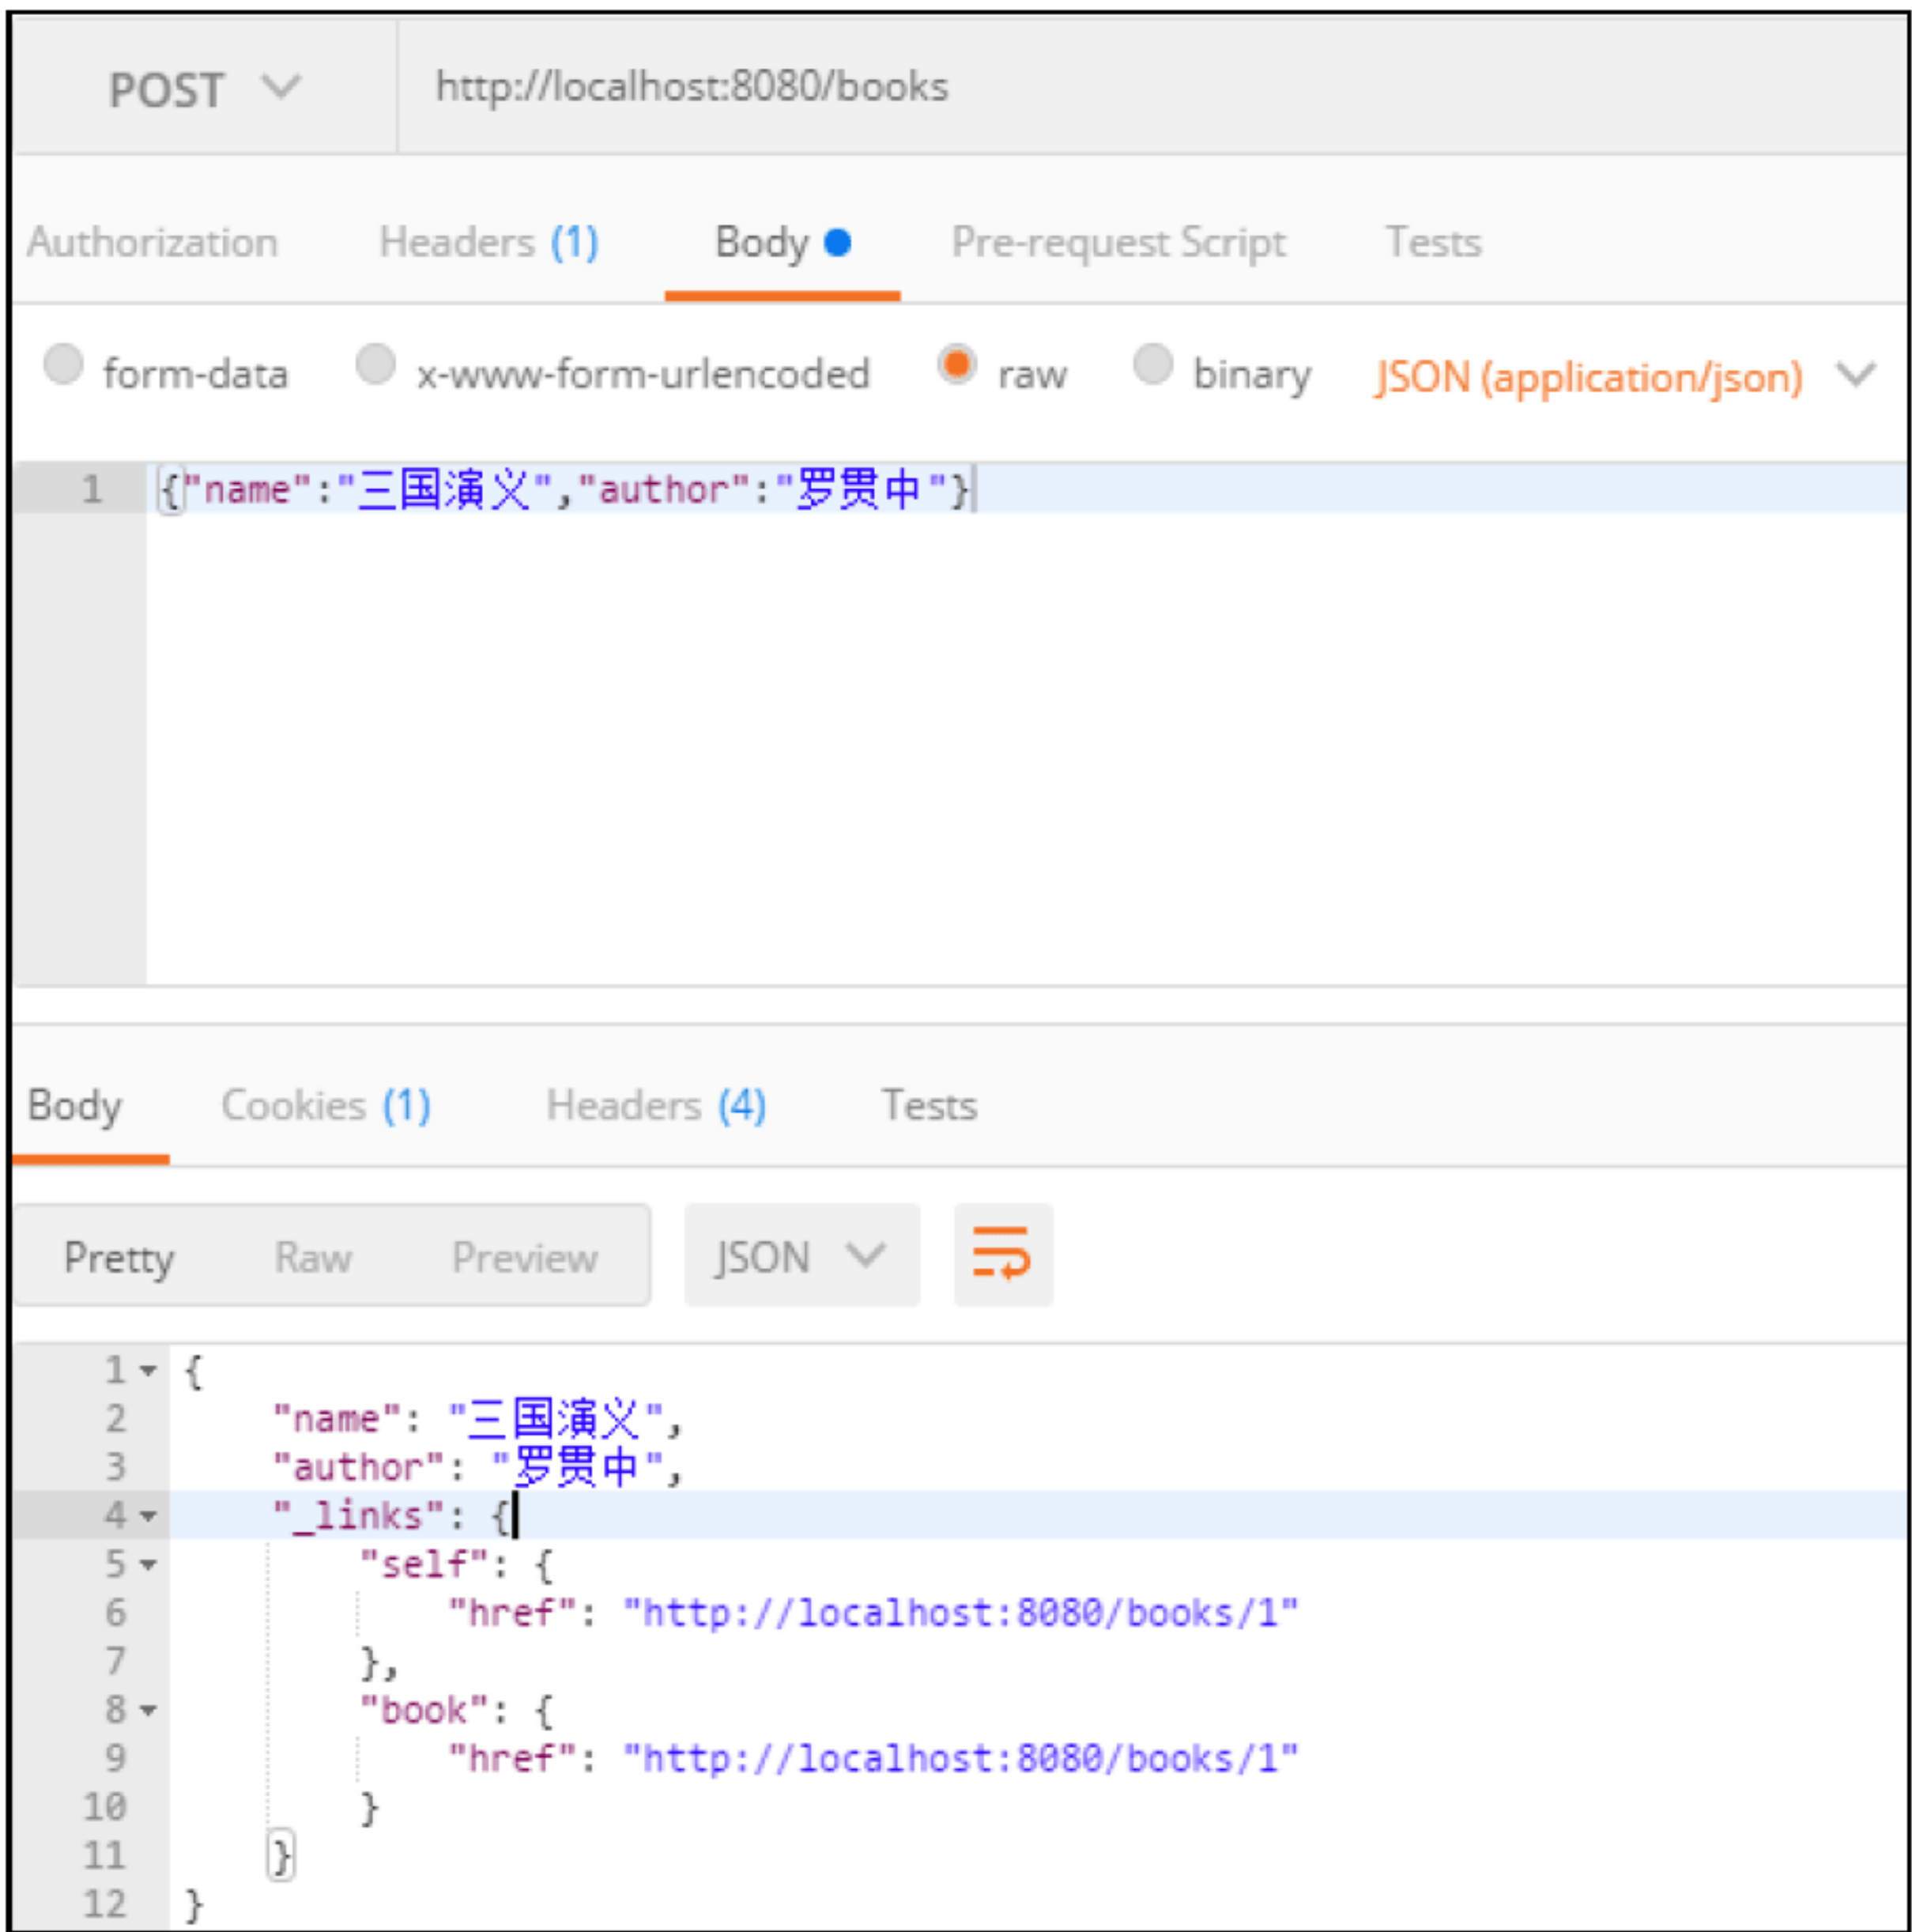 POST http://localhost:8080/books
Authorization Headers (1) Body Pre-request Script Tests
form-data x-www-form-urlencoded raw binary JSON (application/json)
1 {"name":"三国演义","author":"罗贯中"}
Body Cookies (1) Headers (4) Tests
Pretty Raw Preview JSON
1 {
2 "name": "三国演义",
3 "author": "罗贯中",
4 "_links": {
5 "self": {
6 "href": "http://localhost:8080/books/1"
7 },
8 "book": {
9 "href": "http://localhost:8080/books/1"
10 }
11 }
12 }